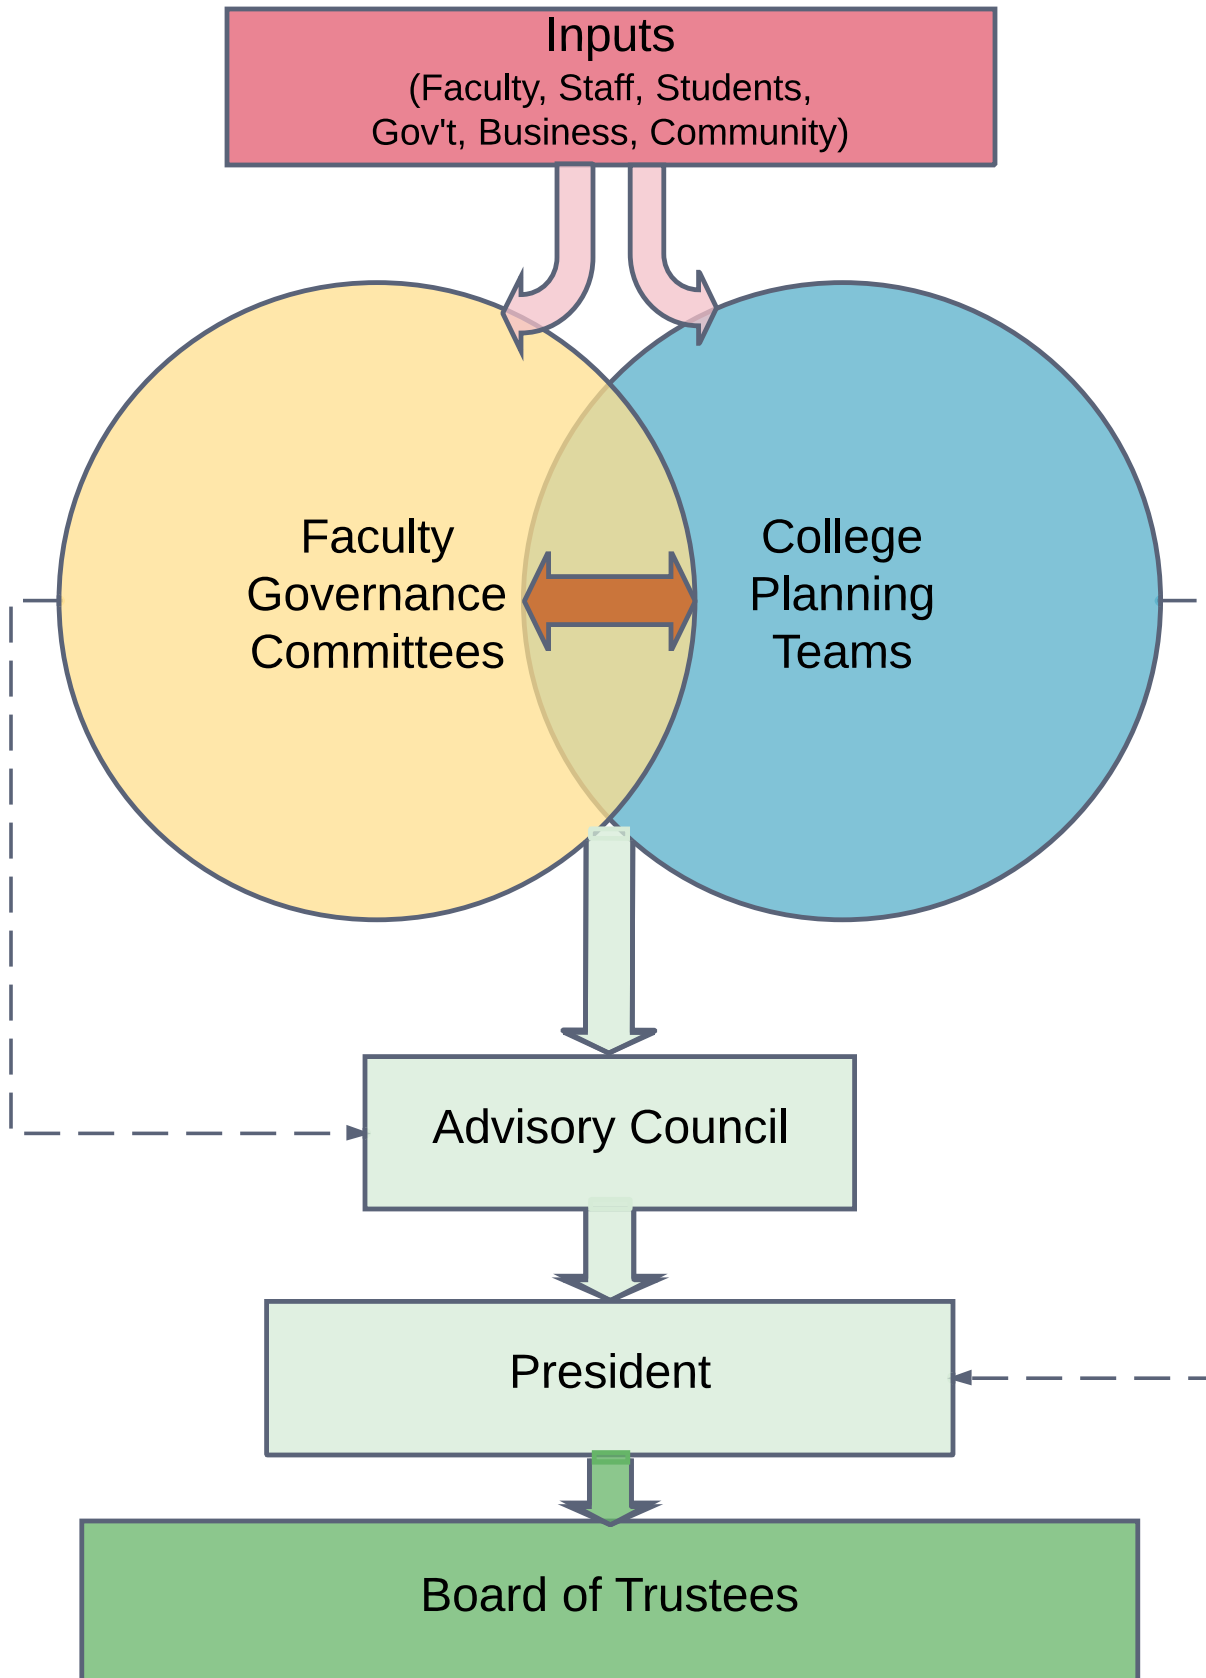 Inputs
(Faculty, Staff, Students,
Gov't, Business, Community)
Faculty
Governance
Committees
College
Planning
Teams
Advisory Council
President
Board of Trustees